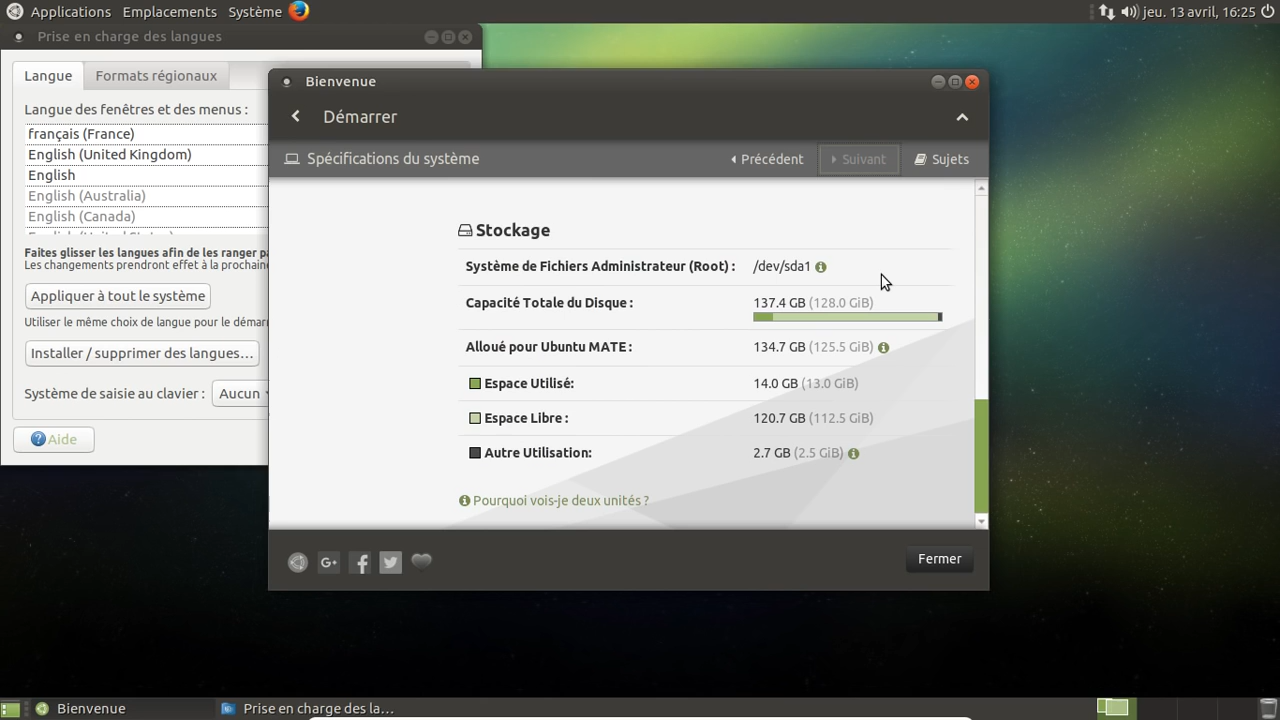 Applications Emplacements Système jeu. 13 avril, 16:25
Prise en charge des langues
Langue Formats régionaux
Langue des fenêtres et des menus :
français (France)
English (United Kingdom)
English
English (Australia)
English (Canada)
Faites glisser les langues afin de les ranger
Les changements prendront effet à la prochaine
Appliquer à tout le système
Utiliser le même choix de langue pour le
Installer / supprimer des langues…
Système de saisie au clavier : Aucun
Aide
Bienvenue
Démarrer
Spécifications du système Précédent Suivant Sujets
Stockage
Système de Fichiers Administrateur (Root) : /dev/sda1
Capacité Totale du Disque : 137.4 GB (128.0 GiB)
Alloué pour Ubuntu MATE : 134.7 GB (125.5 GiB)
Espace Utilisé: 14.0 GB (13.0 GiB)
Espace Libre : 120.7 GB (112.5 GiB)
Autre Utilisation: 2.7 GB (2.5 GiB)
Pourquoi vois-je deux unités ?
G+
Fermer
Bienvenue Prise en charge des la…